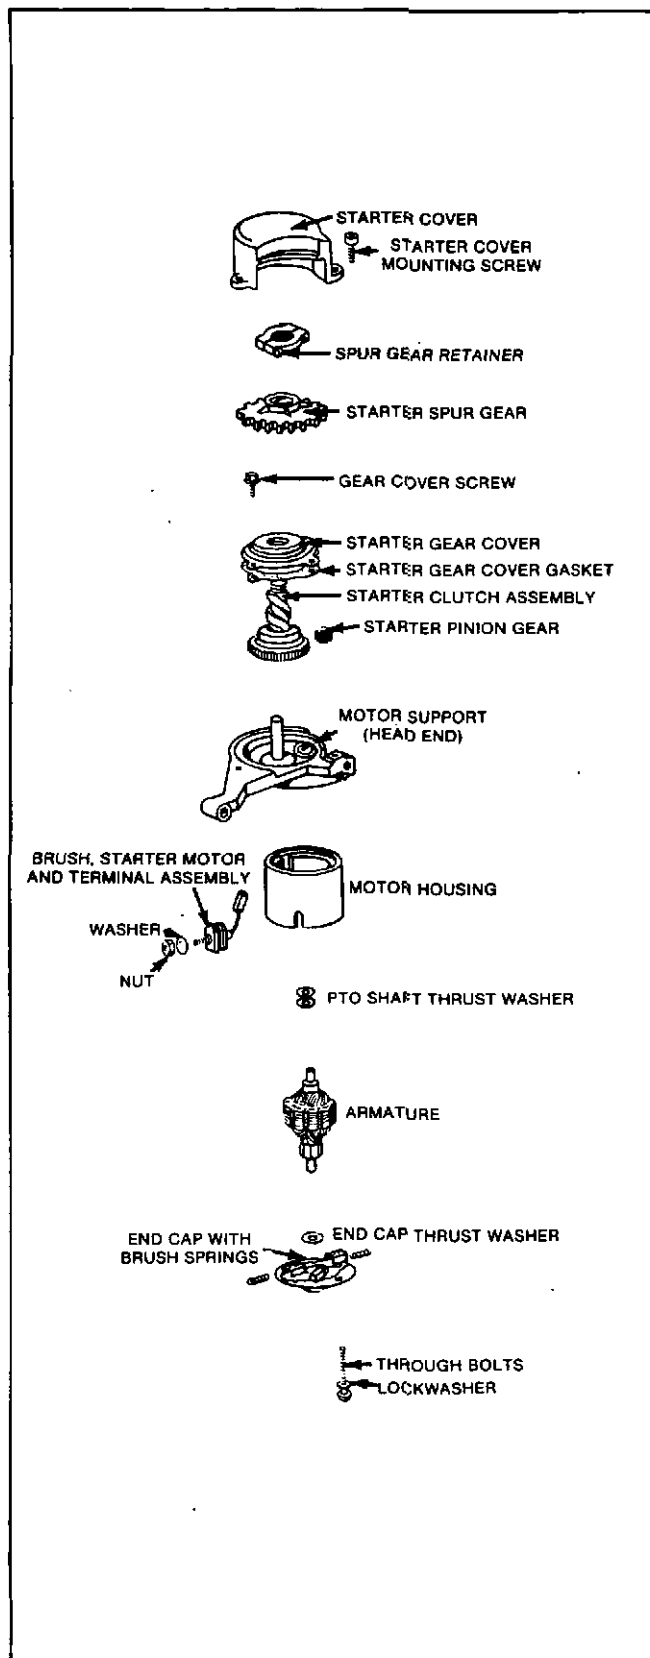 STARTER COVER
STARTER COVER
MOUNTING SCREW
SPUR GEAR RETAINER
STARTER SPUR GEAR
GEAR COVER SCREW
STARTER GEAR COVER
STARTER GEAR COVER GASKET
STARTER CLUTCH ASSEMBLY
STARTER PINION GEAR
MOTOR SUPPORT
(HEAD END)
BRUSH, STARTER MOTOR
AND TERMINAL ASSEMBLY
MOTOR HOUSING
WASHER
NUT
PTO SHAFT THRUST WASHER
ARMATURE
END CAP WITH
BRUSH SPRINGS
END CAP THRUST WASHER
THROUGH BOLTS
LOCKWASHER